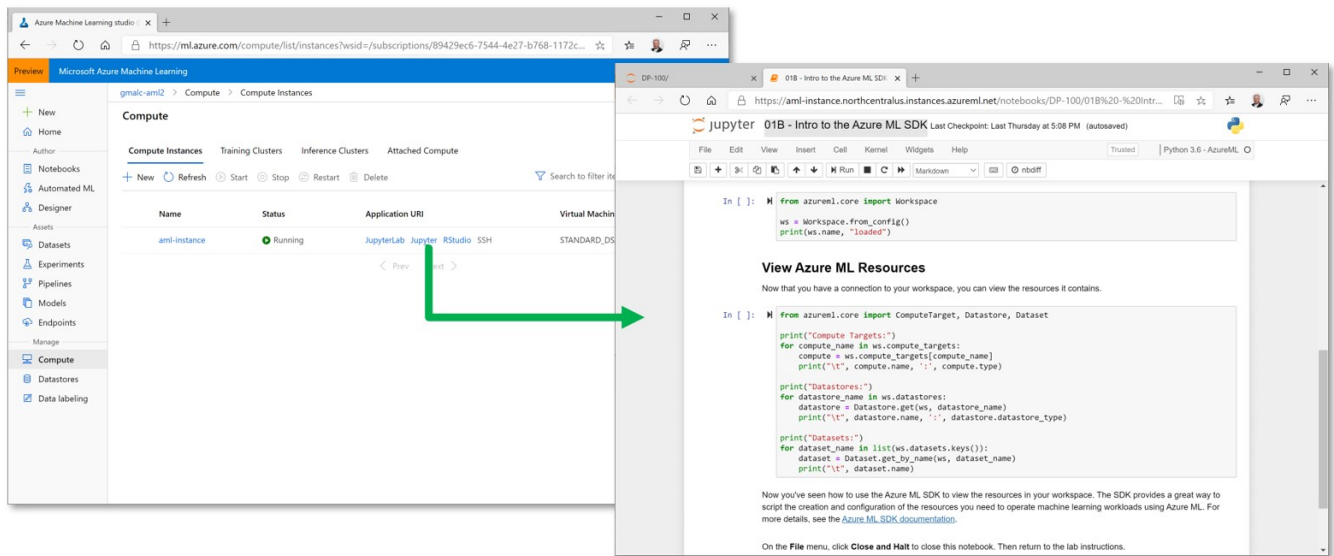 Azure Machine Learning studio
https://ml.azure.com/compute/list/instances?wsid=/subscriptions/89429ec6-7544-4e27-b768-1172c...
Preview Microsoft Azure Machine Learning
gmalc-aml2 > Compute > Compute Instances
New
Home
Author
Notebooks
Automated ML
Designer
Assets
Datasets
Experiments
Pipelines
Models
Endpoints
Manage
Compute
Datastores
Data labeling
Compute
Compute Instances Training Clusters Inference Clusters Attached Compute
+ New Refresh Start Stop Restart Delete Search to filter ite
Name Status Application URI Virtual Machin
aml-instance Running JupyterLab Jupyter RStudio SSH STANDARD_DS
< Prev ext >
DP-100/ 01B - Intro to the Azure ML SDK
https://aml-instance.northcentralus.instances.azureml.net/notebooks/DP-100/01B%20-%20Intr...
jupyter 01B - Intro to the Azure ML SDK Last Checkpoint: Last Thursday at 5:08 PM (autosaved)
File Edit View Insert Cell Kernel Widgets Help Trusted Python 3.6 - AzureML
Run Markdown nbdiff
In [ ]: from azureml.core import Workspace
ws = Workspace.from_config()
print(ws.name, "loaded")
View Azure ML Resources
Now that you have a connection to your workspace, you can view the resources it contains.
In [ ]: from azureml.core import ComputeTarget, Datastore, Dataset
print("Compute Targets:")
for compute_name in ws.compute_targets:
compute = ws.compute_targets[compute_name]
print("\t", compute.name, ':', compute.type)
print("Datastores:")
for datastore_name in ws.datastores:
datastore = Datastore.get(ws, datastore_name)
print("\t", datastore.name, ':', datastore.datastore_type)
print("Datasets:")
for dataset_name in list(ws.datasets.keys()):
dataset = Dataset.get_by_name(ws, dataset_name)
print("\t", dataset.name)
Now you've seen how to use the Azure ML SDK to view the resources in your workspace. The SDK provides a great way to
script the creation and configuration of the resources you need to operate machine learning workloads using Azure ML. For
more details, see the Azure ML SDK documentation.
On the File menu, click Close and Halt to close this notebook. Then return to the lab instructions.